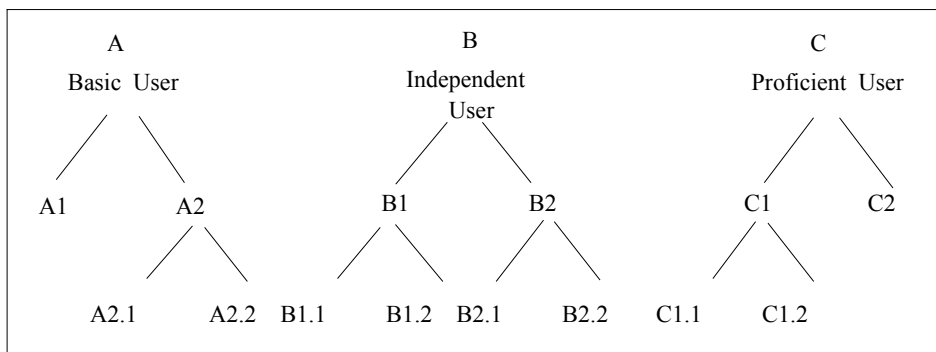 A B C
Basic User Independent User Proficient User
A1 A2 B1 B2 C1 C2
A2.1 A2.2 B1.1 B1.2 B2.1 B2.2 C1.1 C1.2